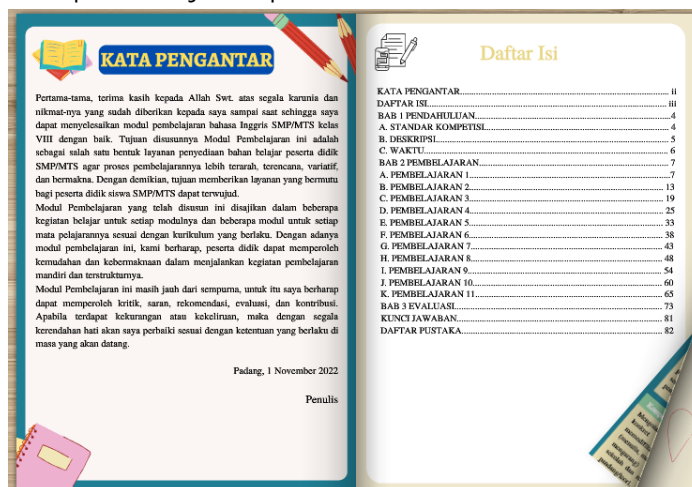 KATA PENGANTAR
Pertama-tama, terima kasih kepada Allah Swt. atas segala karunia dan
nikmat-nya yang sudah diberikan kepada saya sampai saat sehingga saya
dapat menyelesaikan modul pembelajaran bahasa Inggris SMP/MTS kelas
VIII dengan baik. Tujuan disusunnya Modul Pembelajaran ini adalah
sebagai salah satu bentuk layanan penyediaan bahan belajar peserta didik
SMP/MTS agar proses pembelajarannya lebih terarah, terencana, variatif,
dan bermakna. Dengan demikian, tujuan memberikan layanan yang bermutu
bagi peserta didik siswa SMP/MTS dapat terwujud.
Modul Pembelajaran yang telah disusun ini disajikan dalam beberapa
kegiatan belajar untuk setiap modulnya dan beberapa modul untuk setiap
mata pelajarannya sesuai dengan kurikulum yang berlaku. Dengan adanya
modul pembelajaran ini, kami berharap, peserta didik dapat memperoleh
kemudahan dan kebermaknaan dalam menjalankan kegiatan pembelajaran
mandiri dan terstrukturnya.
Modul Pembelajaran ini masih jauh dari sempurna, untuk itu saya berharap
dapat memperoleh kritik, saran, rekomendasi, evaluasi, dan kontribusi.
Apabila terdapat kekurangan atau kekeliruan, maka dengan segala
kerendahan hati akan saya perbaiki sesuai dengan ketentuan yang berlaku di
masa yang akan datang.
Padang, 1 November 2022
Penulis
Daftar Isi
KATA PENGANTAR........ ii
DAFTAR ISI........ iii
BAB 1 PENDAHULUAN........4
A. STANDAR KOMPETISI........ 4
B. DESKRIPSI........ 5
C. WAKTU........ 6
BAB 2 PEMBELAJARAN........ 7
A. PEMBELAJARAN 1........7
B. PEMBELAJARAN 2........ 13
C. PEMBELAJARAN 3........ 19
D. PEMBELAJARAN 4........ 25
E. PEMBELAJARAN 5........ 33
F. PEMBELAJARAN 6........ 38
G. PEMBELAJARAN 7........ 43
H. PEMBELAJARAN 8........ 48
I. PEMBELAJARAN 9........ 54
J. PEMBELAJARAN 10........ 60
K. PEMBELAJARAN 11........ 65
BAB 3 EVALUASI........ 73
KUNCI JAWABAN........ 81
DAFTAR PUSTAKA........ 82